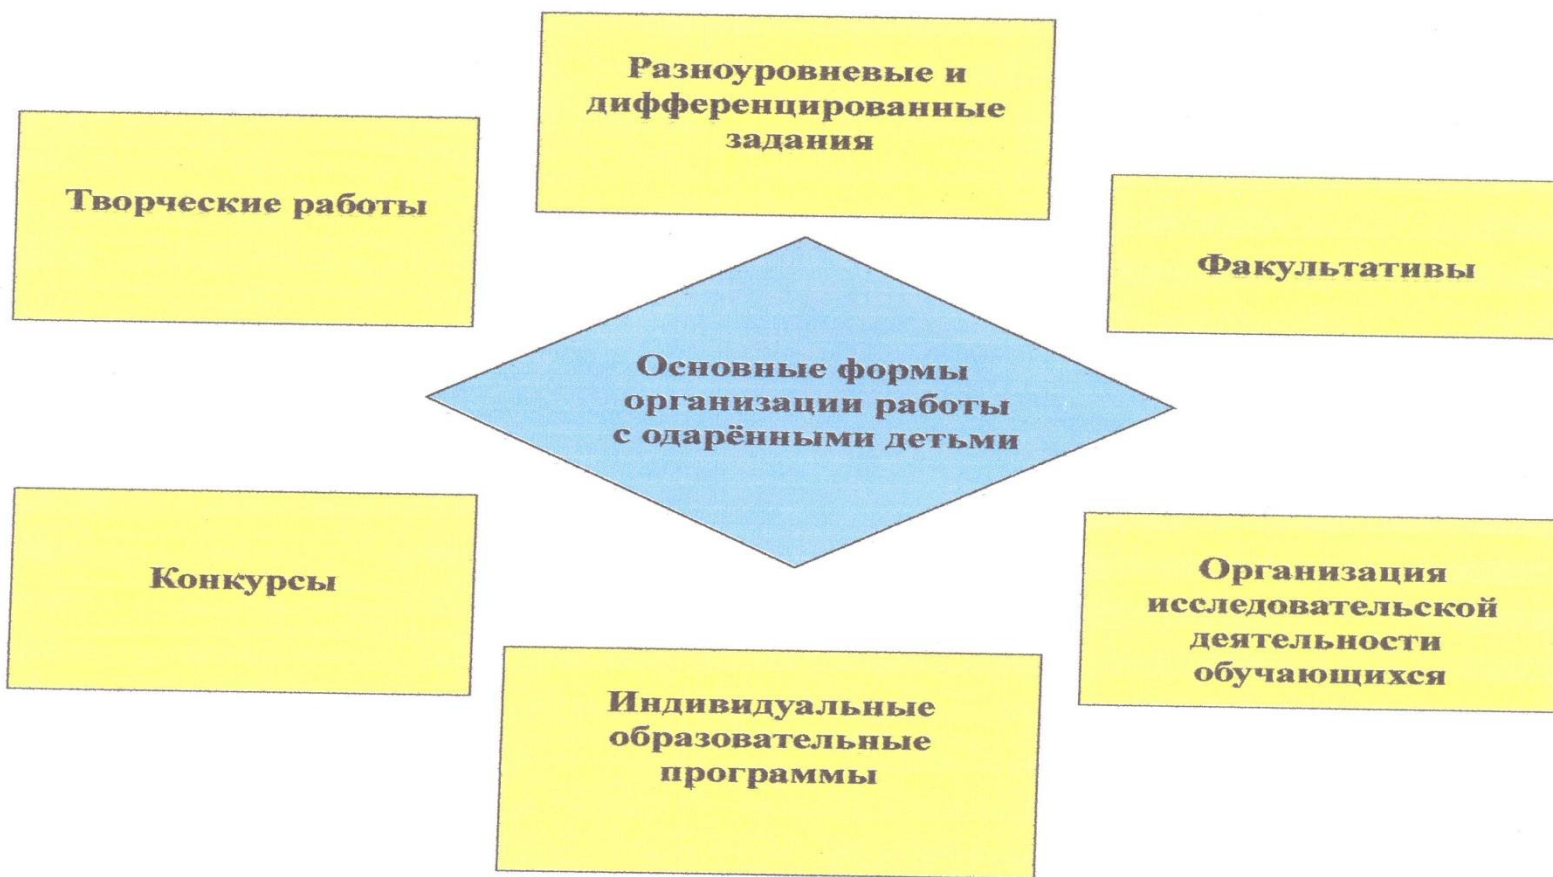 Разноуровневые и
дифференцированные
задания
Творческие работы
Факультативы
Основные формы
организации работы
с одарёнными детьми
Конкурсы
Организация
исследовательской
деятельности
обучающихся
Индивидуальные
образовательные
программы